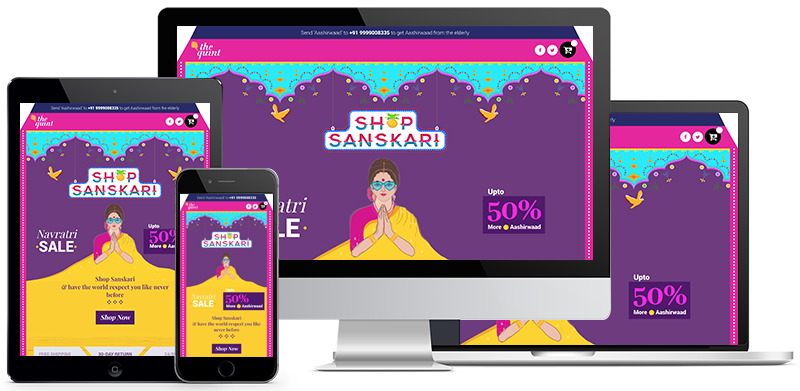 Send 'Aashirwaad' to +91 9999008335 to get Aashirwaad from the elderly
the
quint
SHOP
SANSKARI
Navratri
SALE
Upto
50%
More Aashirwaad
Send 'Aashirwaad' to +91 9999008335 to get Aashirwaad from the elderly
the
quint
SHOP
SANSKARI
Navratri
SALE
Upto
50%
More Aashirwaad
Shop Sanskari
& have the world respect you like never
before
Shop Now
FREE SHIPPING
30-DAY RETURN
Send 'Aashirwaad' to +91 9999008335
the
quint
SHOP
SANSKARI
Navratri
SALE
Upto
50%
More Aashirwaad
Shop Sanskari
& have the world respect you like never
before
Shop Now
Upto
50%
More Aashirwaad